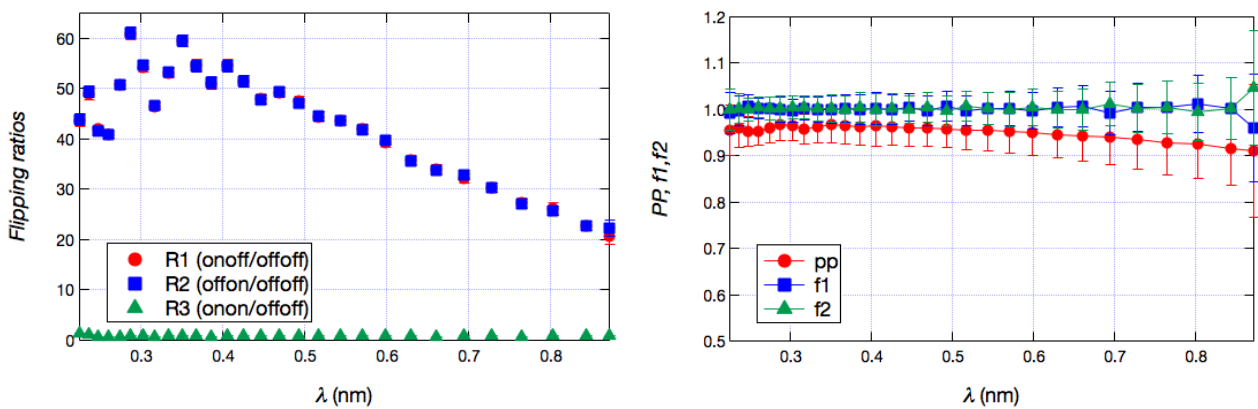 Flipping ratios
60
50
40
30
20
10
0
R1 (onoff/offoff)
R2 (offon/offoff)
R3 (onon/offoff)
0.3 0.4 0.5 0.6 0.7 0.8
λ (nm)
PP, f1,f2
1.2
1.1
1.0
0.9
0.8
0.7
0.6
0.5
pp
f1
f2
0.3 0.4 0.5 0.6 0.7 0.8
λ (nm)